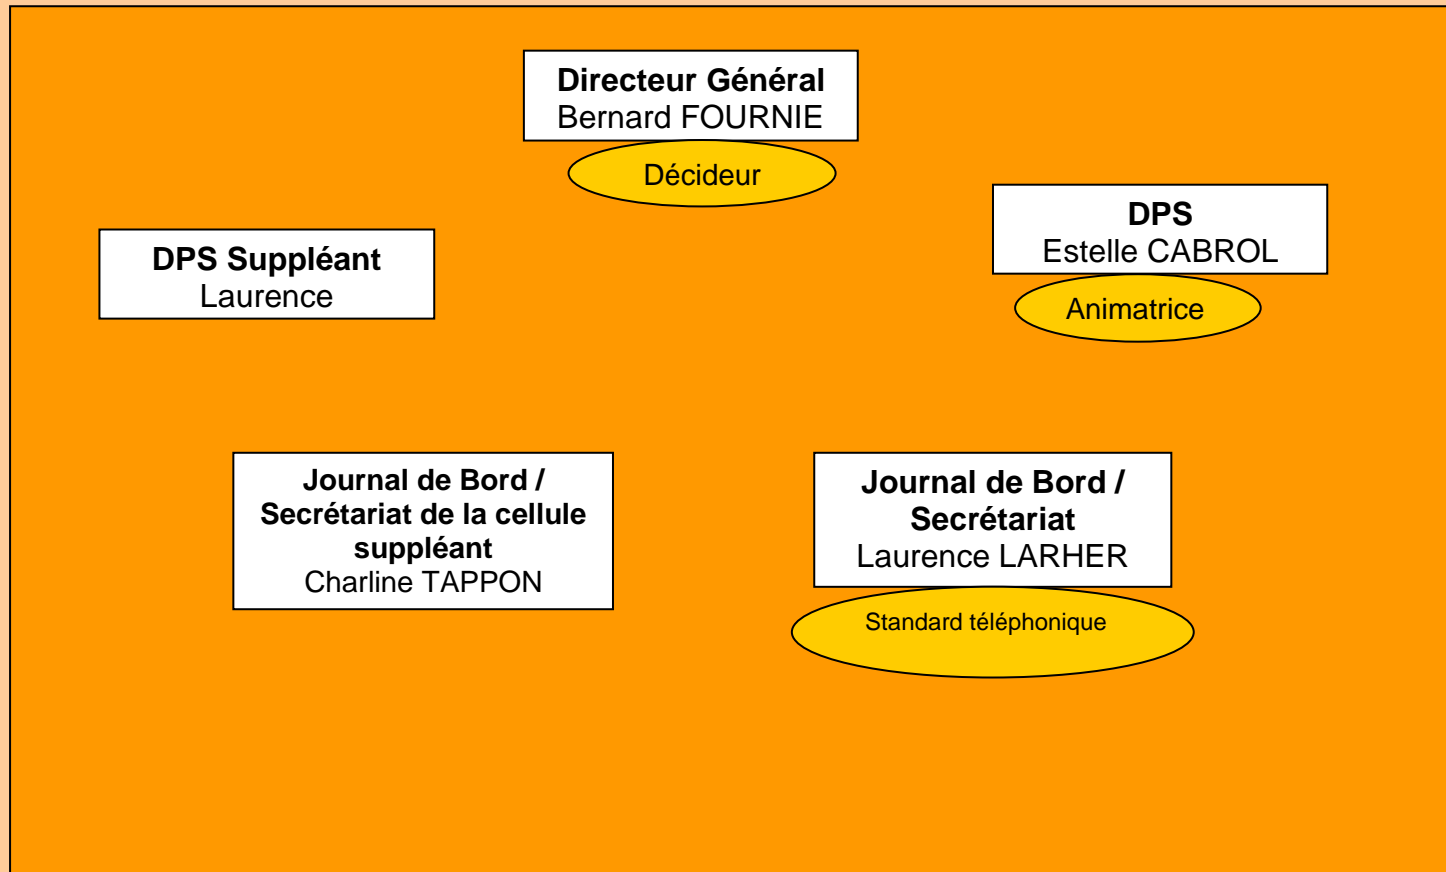 Directeur Général
Bernard FOURNIE
Décideur
DPS
Estelle CABROL
Animatrice
DPS Suppléant
Laurence
Journal de Bord /
Secrétariat de la cellule
suppléant
Charline TAPPON
Journal de Bord /
Secrétariat
Laurence LARHER
Standard téléphonique